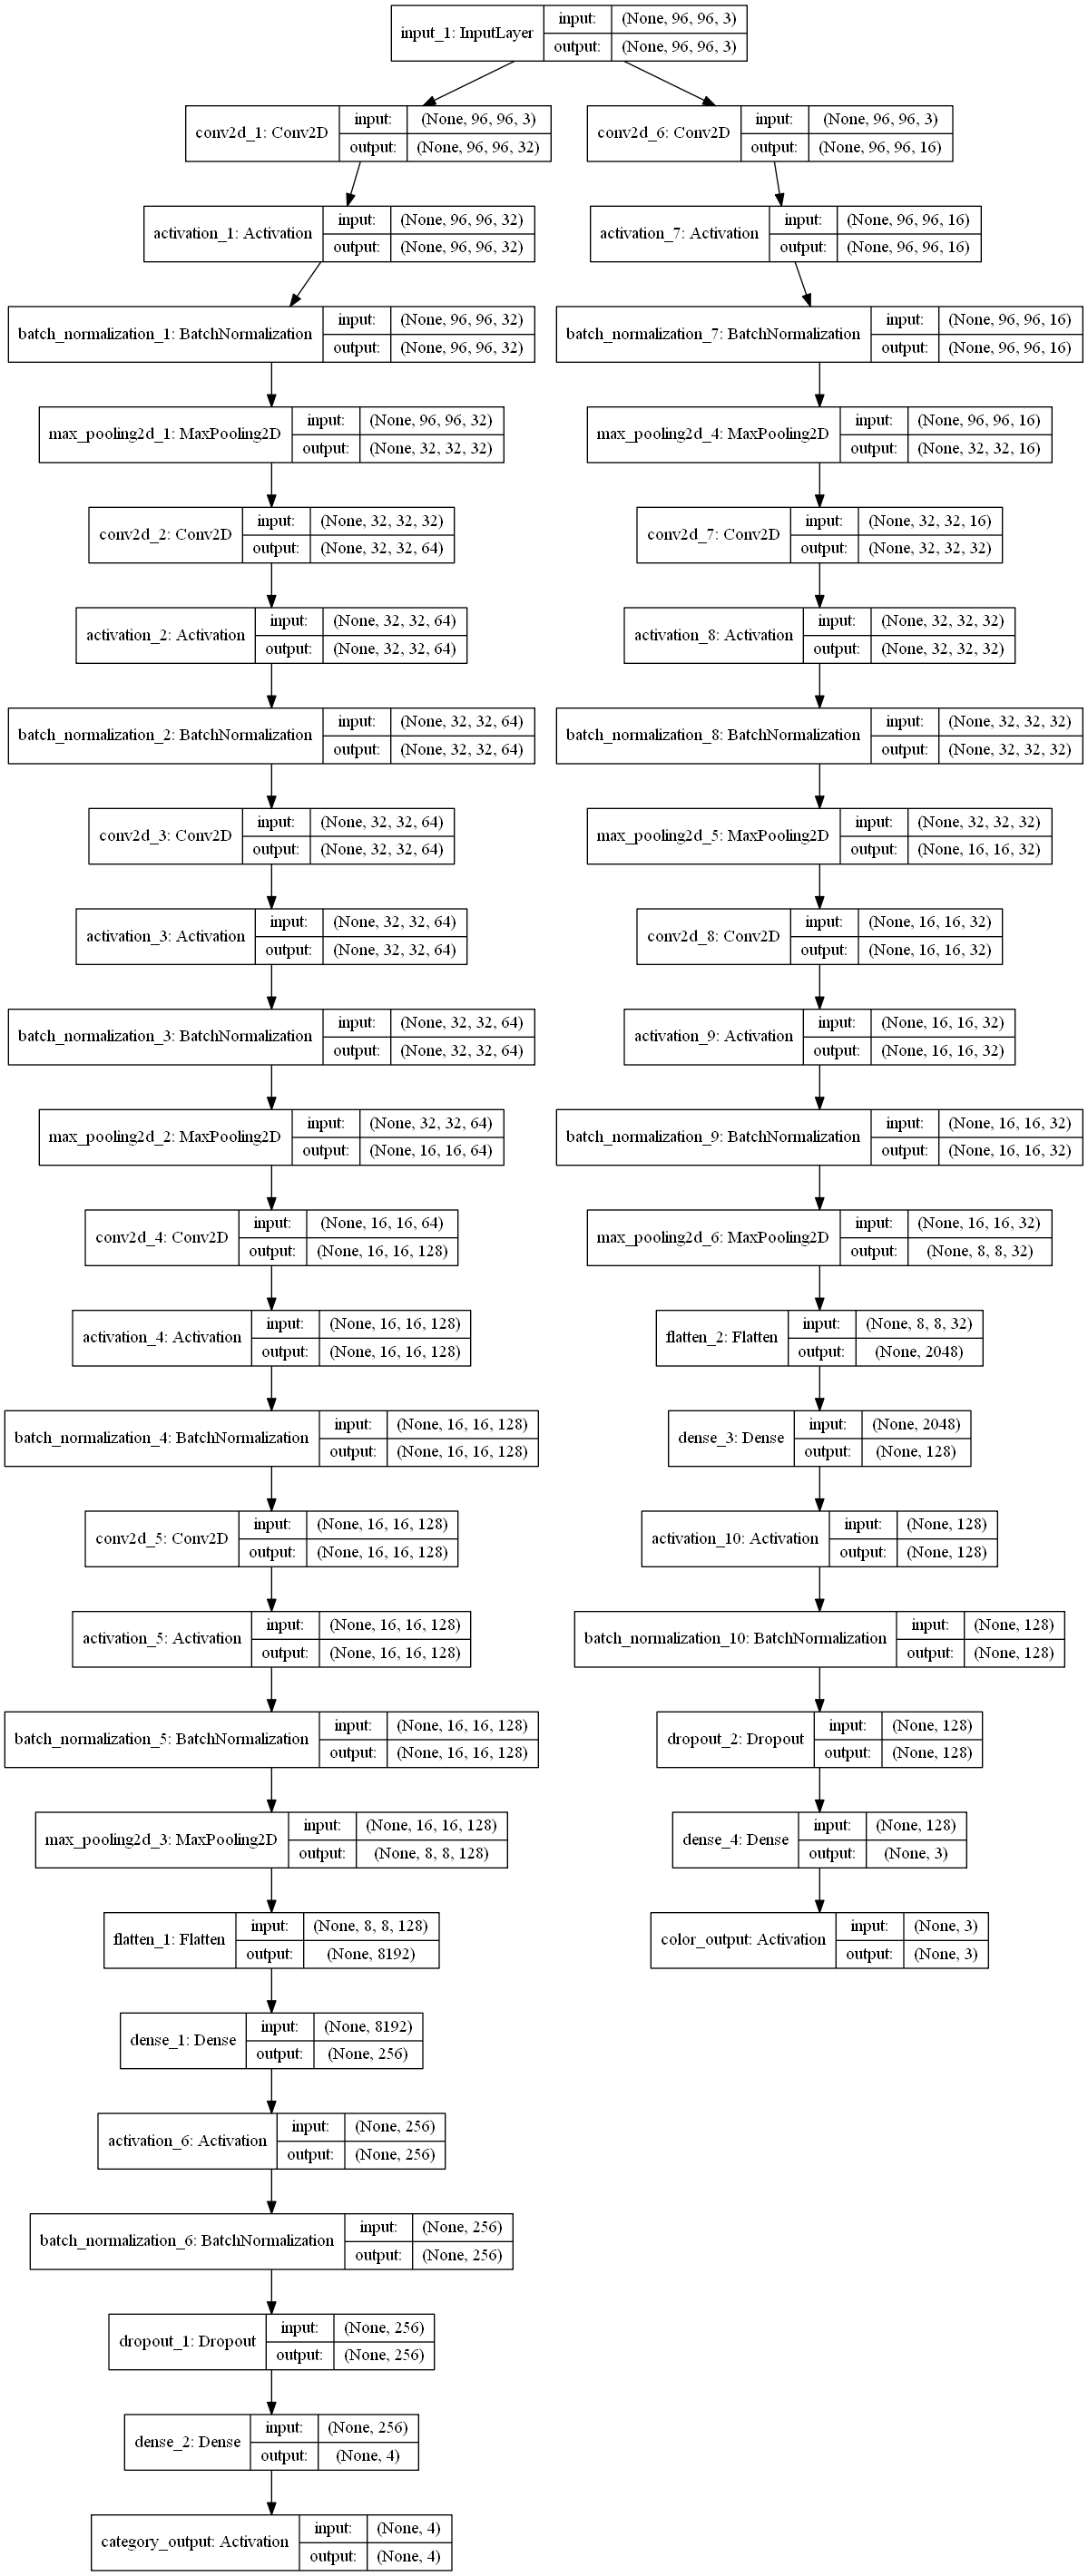 input_1: InputLayer
input: (None, 96, 96, 3)
output: (None, 96, 96, 3)
conv2d_1: Conv2D
input: (None, 96, 96, 3)
output: (None, 96, 96, 32)
activation_1: Activation
input: (None, 96, 96, 32)
output: (None, 96, 96, 32)
batch_normalization_1: BatchNormalization
input: (None, 96, 96, 32)
output: (None, 96, 96, 32)
max_pooling2d_1: MaxPooling2D
input: (None, 96, 96, 32)
output: (None, 32, 32, 32)
conv2d_2: Conv2D
input: (None, 32, 32, 32)
output: (None, 32, 32, 64)
activation_2: Activation
input: (None, 32, 32, 64)
output: (None, 32, 32, 64)
batch_normalization_2: BatchNormalization
input: (None, 32, 32, 64)
output: (None, 32, 32, 64)
conv2d_3: Conv2D
input: (None, 32, 32, 64)
output: (None, 32, 32, 64)
activation_3: Activation
input: (None, 32, 32, 64)
output: (None, 32, 32, 64)
batch_normalization_3: BatchNormalization
input: (None, 32, 32, 64)
output: (None, 32, 32, 64)
max_pooling2d_2: MaxPooling2D
input: (None, 32, 32, 64)
output: (None, 16, 16, 64)
conv2d_4: Conv2D
input: (None, 16, 16, 64)
output: (None, 16, 16, 128)
activation_4: Activation
input: (None, 16, 16, 128)
output: (None, 16, 16, 128)
batch_normalization_4: BatchNormalization
input: (None, 16, 16, 128)
output: (None, 16, 16, 128)
conv2d_5: Conv2D
input: (None, 16, 16, 128)
output: (None, 16, 16, 128)
activation_5: Activation
input: (None, 16, 16, 128)
output: (None, 16, 16, 128)
batch_normalization_5: BatchNormalization
input: (None, 16, 16, 128)
output: (None, 16, 16, 128)
max_pooling2d_3: MaxPooling2D
input: (None, 16, 16, 128)
output: (None, 8, 8, 128)
flatten_1: Flatten
input: (None, 8, 8, 128)
output: (None, 8192)
dense_1: Dense
input: (None, 8192)
output: (None, 256)
activation_6: Activation
input: (None, 256)
output: (None, 256)
batch_normalization_6: BatchNormalization
input: (None, 256)
output: (None, 256)
dropout_1: Dropout
input: (None, 256)
output: (None, 256)
dense_2: Dense
input: (None, 256)
output: (None, 4)
category_output: Activation
input: (None, 4)
output: (None, 4)
conv2d_6: Conv2D
input: (None, 96, 96, 3)
output: (None, 96, 96, 16)
activation_7: Activation
input: (None, 96, 96, 16)
output: (None, 96, 96, 16)
batch_normalization_7: BatchNormalization
input: (None, 96, 96, 16)
output: (None, 96, 96, 16)
max_pooling2d_4: MaxPooling2D
input: (None, 96, 96, 16)
output: (None, 32, 32, 16)
conv2d_7: Conv2D
input: (None, 32, 32, 16)
output: (None, 32, 32, 32)
activation_8: Activation
input: (None, 32, 32, 32)
output: (None, 32, 32, 32)
batch_normalization_8: BatchNormalization
input: (None, 32, 32, 32)
output: (None, 32, 32, 32)
max_pooling2d_5: MaxPooling2D
input: (None, 32, 32, 32)
output: (None, 16, 16, 32)
conv2d_8: Conv2D
input: (None, 16, 16, 32)
output: (None, 16, 16, 32)
activation_9: Activation
input: (None, 16, 16, 32)
output: (None, 16, 16, 32)
batch_normalization_9: BatchNormalization
input: (None, 16, 16, 32)
output: (None, 16, 16, 32)
max_pooling2d_6: MaxPooling2D
input: (None, 16, 16, 32)
output: (None, 8, 8, 32)
flatten_2: Flatten
input: (None, 8, 8, 32)
output: (None, 2048)
dense_3: Dense
input: (None, 2048)
output: (None, 128)
activation_10: Activation
input: (None, 128)
output: (None, 128)
batch_normalization_10: BatchNormalization
input: (None, 128)
output: (None, 128)
dropout_2: Dropout
input: (None, 128)
output: (None, 128)
dense_4: Dense
input: (None, 128)
output: (None, 3)
color_output: Activation
input: (None, 3)
output: (None, 3)